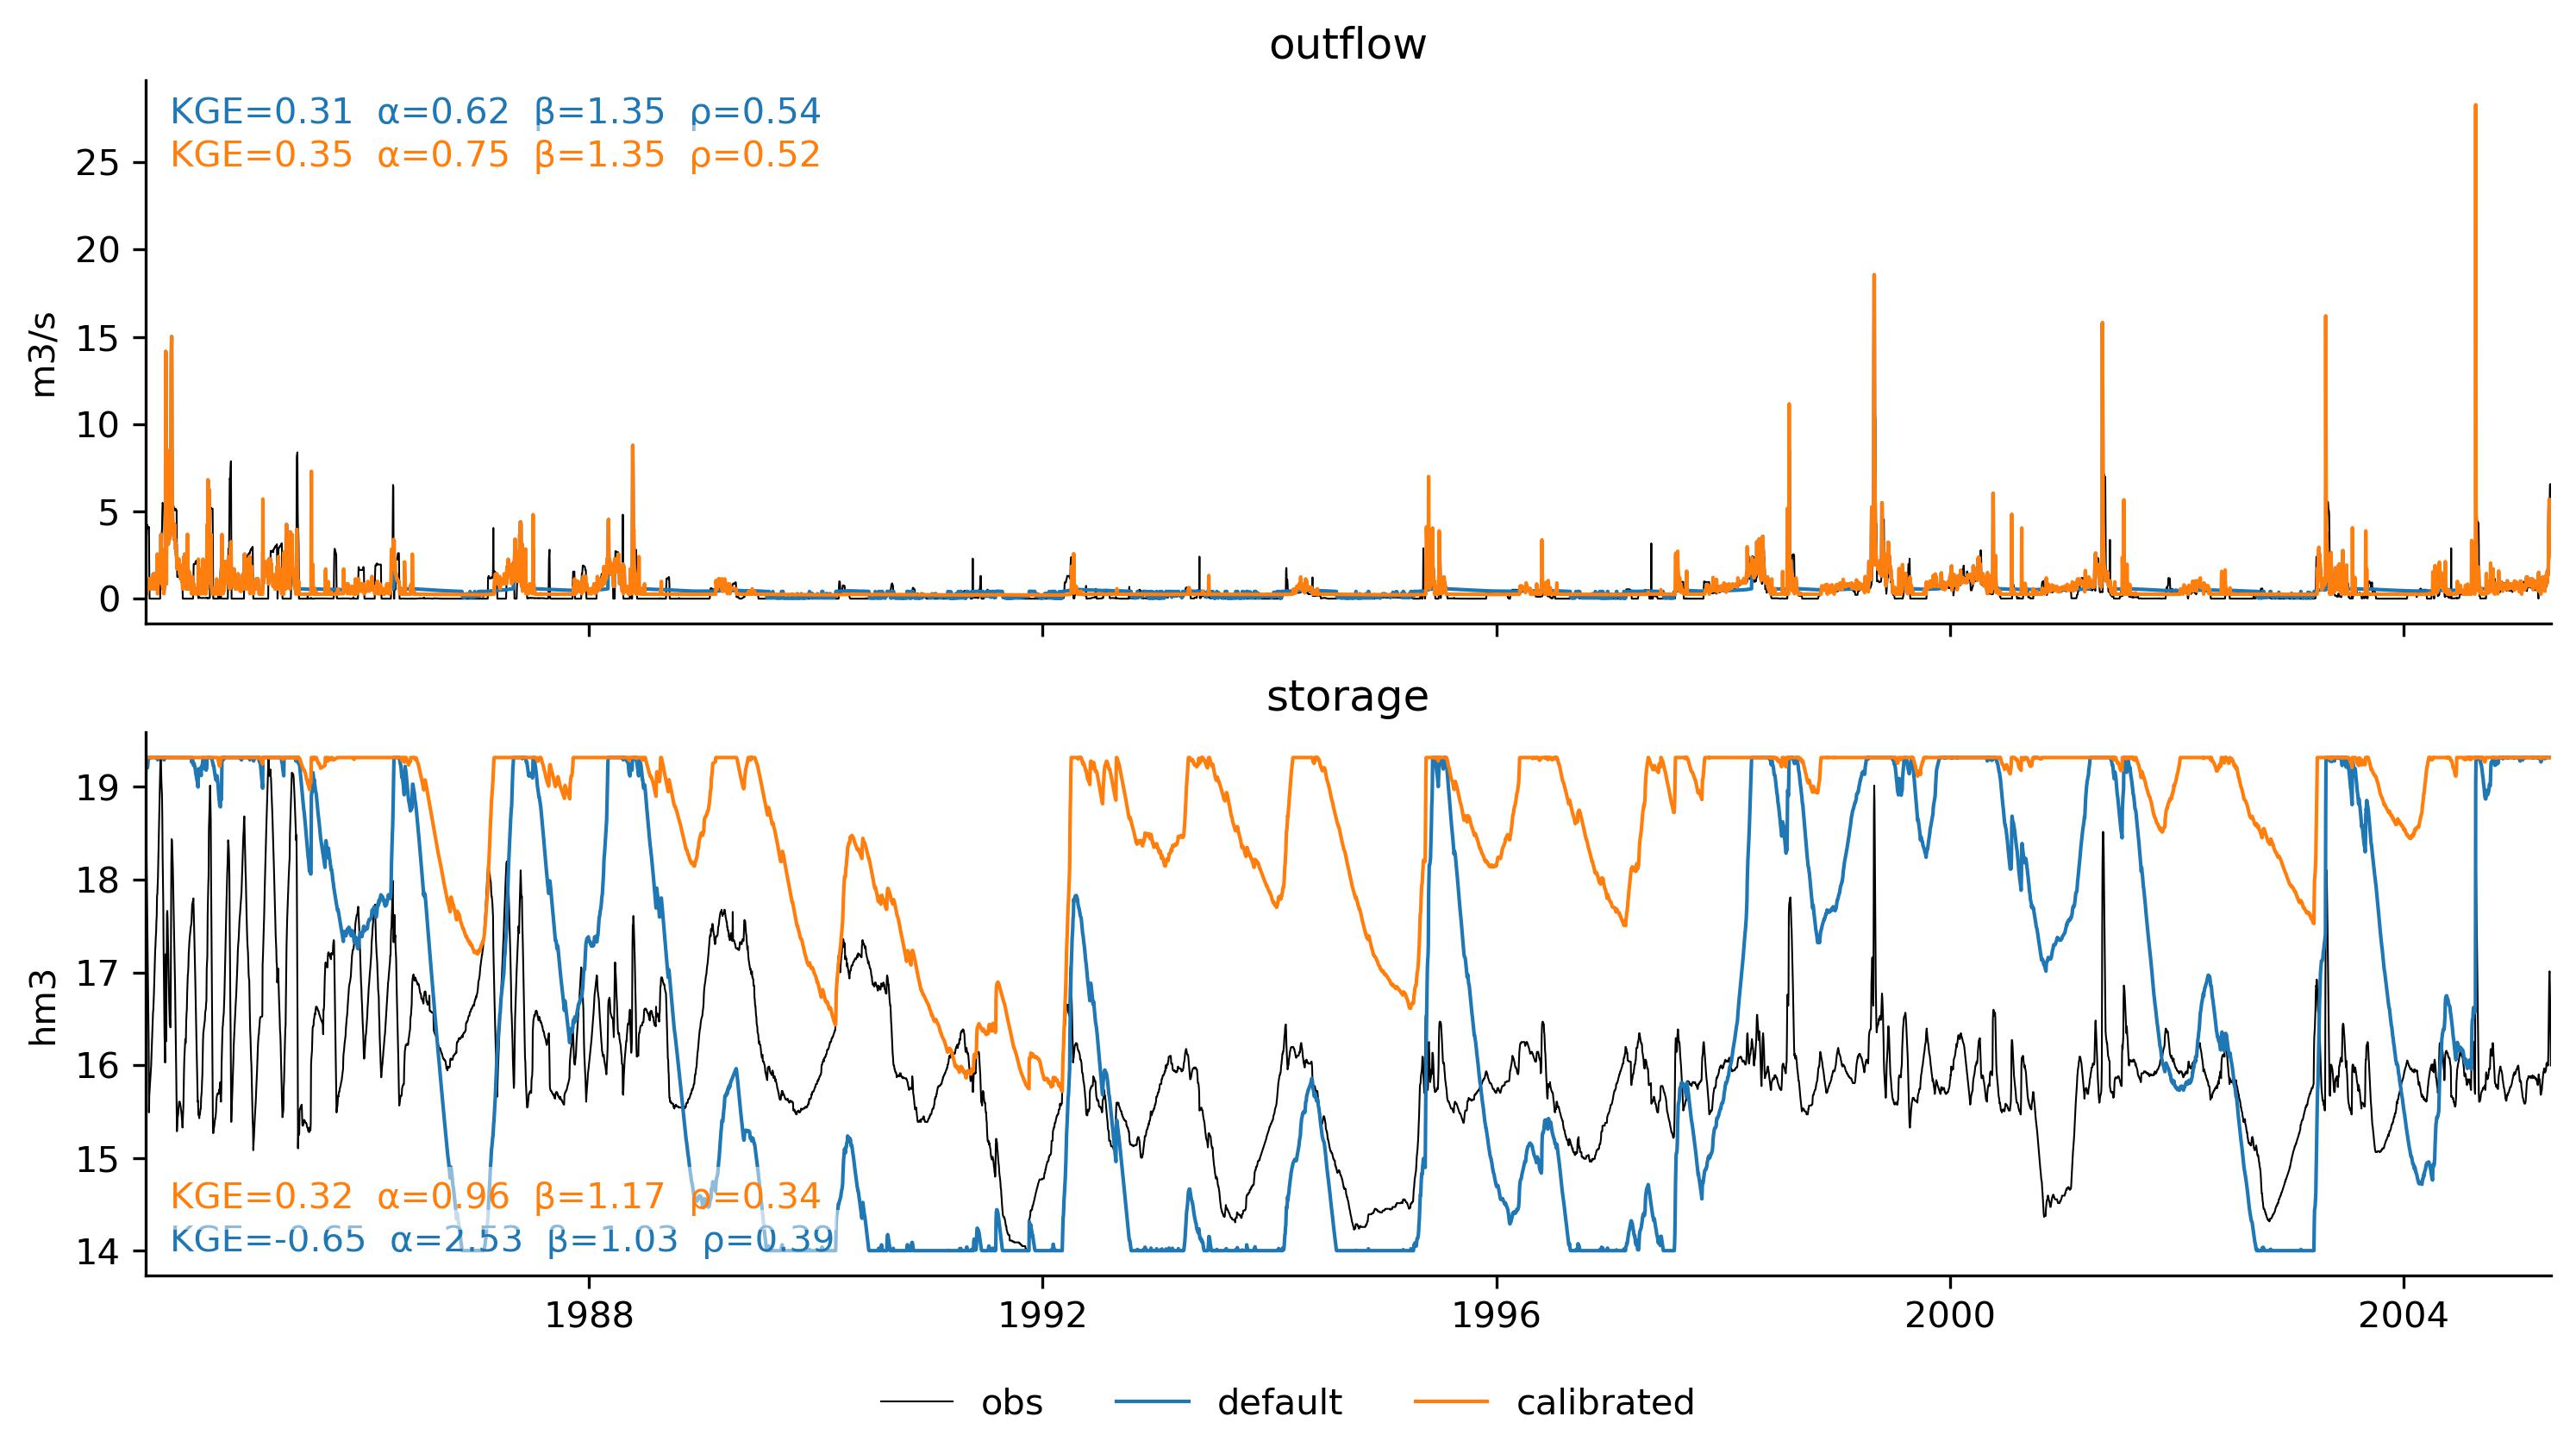 outflow
KGE=0.31 α=0.62 β=1.35 ρ=0.54
KGE=0.35 α=0.75 β=1.35 ρ=0.52
m3/s
25
20
15
10
5
0
storage
hm3
19
18
17
16
15
14
KGE=0.32 α=0.96 β=1.17 ρ=0.34
KGE=-0.65 α=2.53 β=1.03 ρ=0.39
1988 1992 1996 2000 2004
obs default calibrated